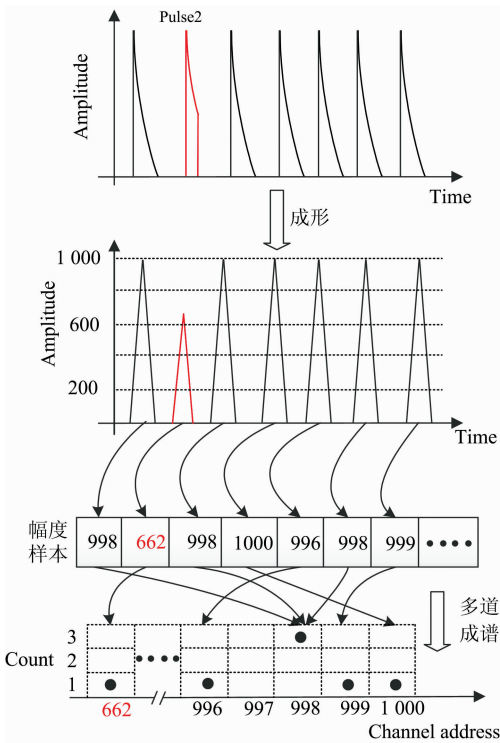 Pulse2
Amplitude
Time
成形
1 000
600
200
Amplitude
Time
幅度
样本
998 662 998 1000 996 998 999
多道
成谱
3
2
1
Count
662 996 997 998 999 1 000
Channel address